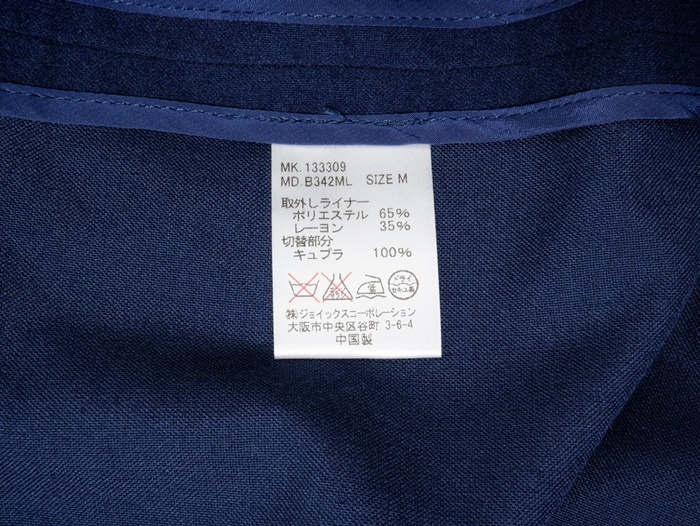 MK. 133309
MD. B342ML SIZE M
取外しライナー
ポリエステル 65%
レーヨン 35%
切替部分
キュプラ 100%
低
ドライ
セキユ系
㈱ジョイックスコーポレーション
大阪市中央区谷町 3-6-4
中国製